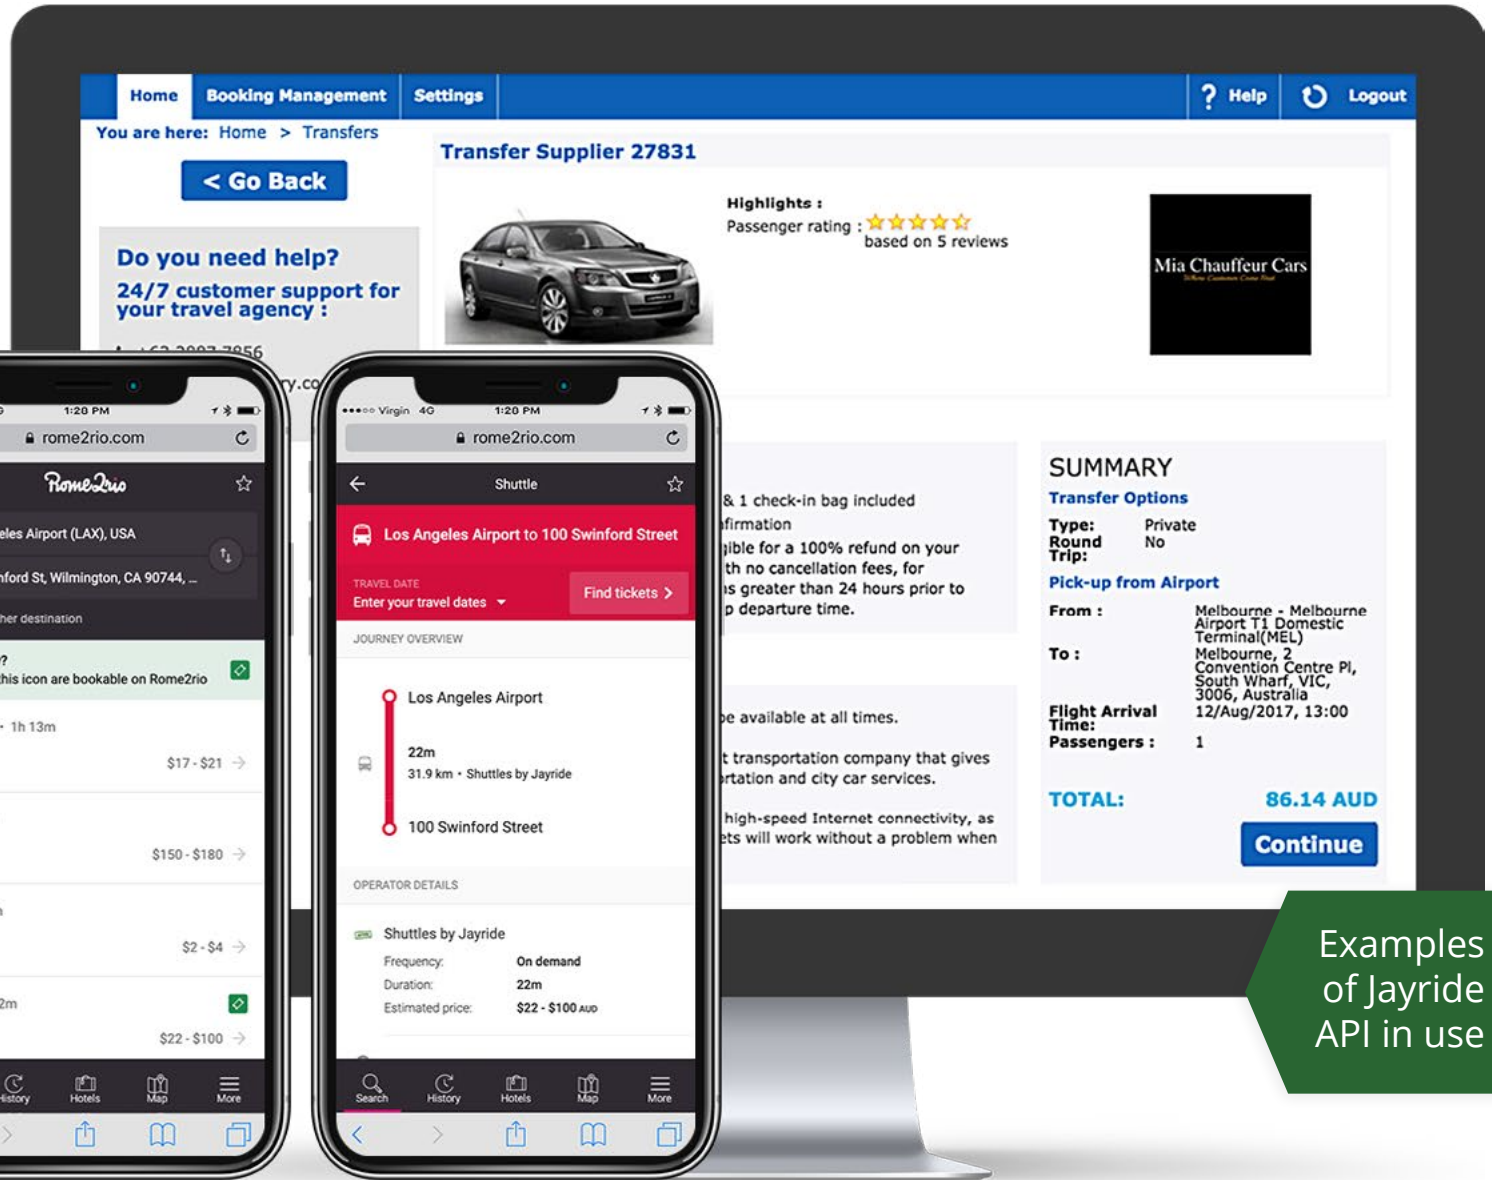 Home
Booking Management
Settings
? Help
Logout
You are here: Home > Transfers
< Go Back
Do you need help?
24/7 customer support for
your travel agency :
Transfer Supplier 27831
Highlights :
Passenger rating :
based on 5 reviews
Mia Chauffeur Cars
& 1 check-in bag included
gible for a 100% refund on your
th no cancellation fees, for
s greater than 24 hours prior to
p departure time.
be available at all times.
t transportation company that gives
rtation and city car services.
high-speed Internet connectivity, as
ets will work without a problem when
SUMMARY
Transfer Options
Type: Private
Round Trip: No
Pick-up from Airport
From : Melbourne - Melbourne
Airport T1 Domestic
Terminal(MEL)
To : Melbourne, 2
Convention Centre Pl,
South Wharf, VIC,
3006, Australia
Flight Arrival Time: 12/Aug/2017, 13:00
Passengers : 1
TOTAL: 86.14 AUD
Continue
1:20 PM
rome2rio.com
Rome2rio
eles Airport (LAX), USA
nford St, Wilmington, CA 90744, ...
her destination
?
this icon are bookable on Rome2rio
· 1h 13m
$17 - $21
$150 - $180
$2 - $4
2m
$22 - $100
History
Hotels
Map
More
Virgin 4G 1:20 PM
rome2rio.com
Shuttle
Los Angeles Airport to 100 Swinford Street
TRAVEL DATE
Enter your travel dates
Find tickets >
JOURNEY OVERVIEW
Los Angeles Airport
22m
31.9 km • Shuttles by Jayride
100 Swinford Street
OPERATOR DETAILS
Shuttles by Jayride
Frequency: On demand
Duration: 22m
Estimated price: $22 - $100 AUD
Search
History
Hotels
Map
More
Examples
of Jayride
API in use